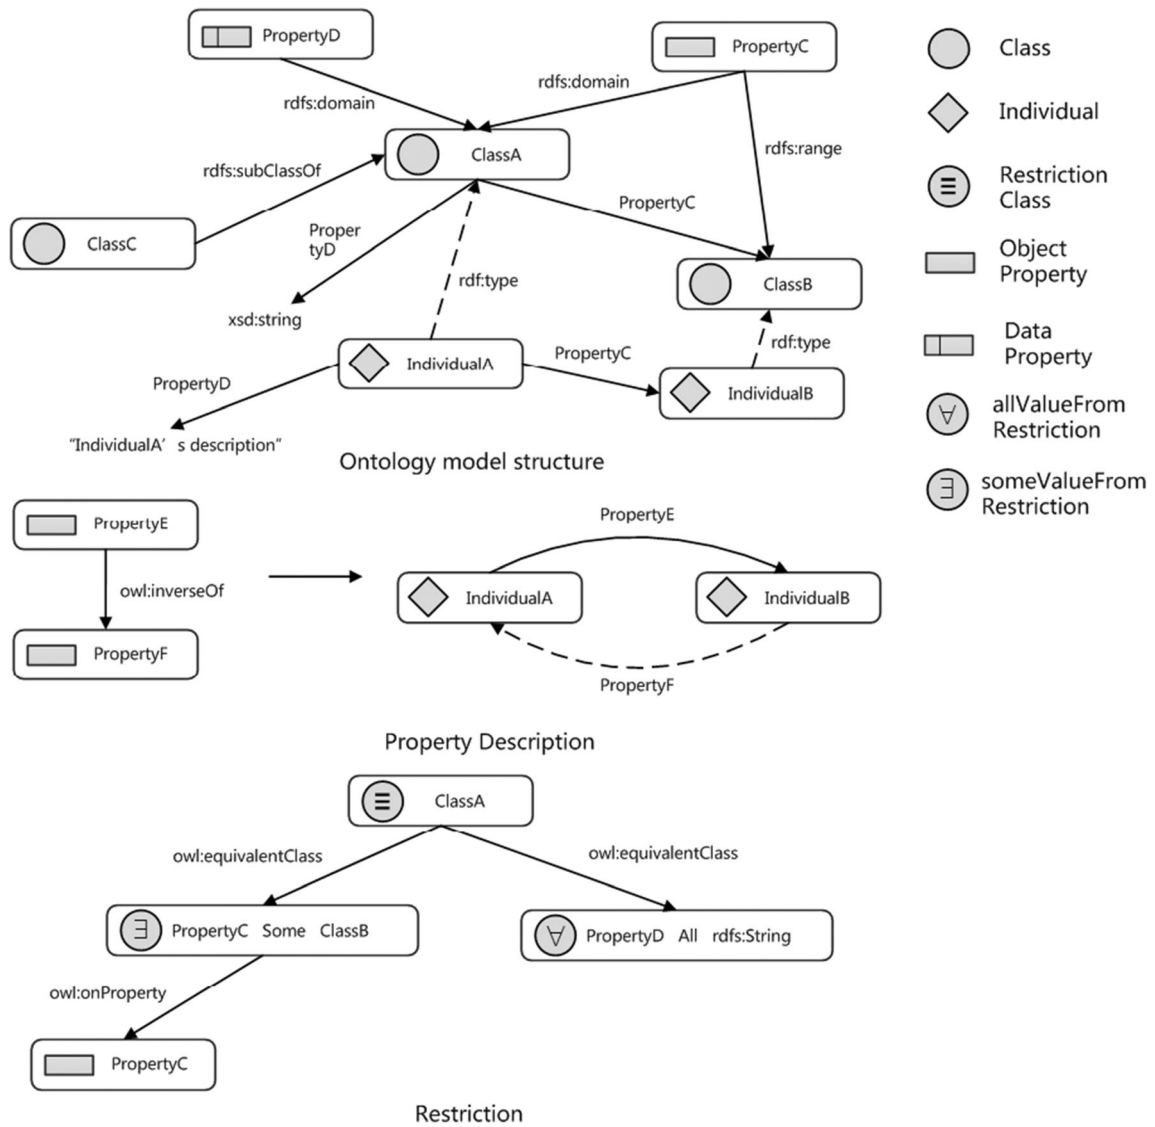 PropertyD
PropertyC
rdfs:domain
rdfs:domain
ClassA
rdfs:subClassOf
rdfs:range
ClassC
Proper
tyD
PropertyC
ClassB
rdf:type
xsd:string
IndividualA
PropertyC
rdf:type
PropertyD
IndividualB
"IndividualA' s description"
Ontology model structure
Class
Individual
Restriction
Class
Object
Property
Data
Property
∀
allValueFrom
Restriction
∃
someValueFrom
Restriction
PropertyE
owl:inverseOf
PropertyF
PropertyE
IndividualA
IndividualB
PropertyF
Property Description
ClassA
owl:equivalentClass
owl:equivalentClass
∃ PropertyC Some ClassB
∀ PropertyD All rdfs:String
owl:onProperty
PropertyC
Restriction